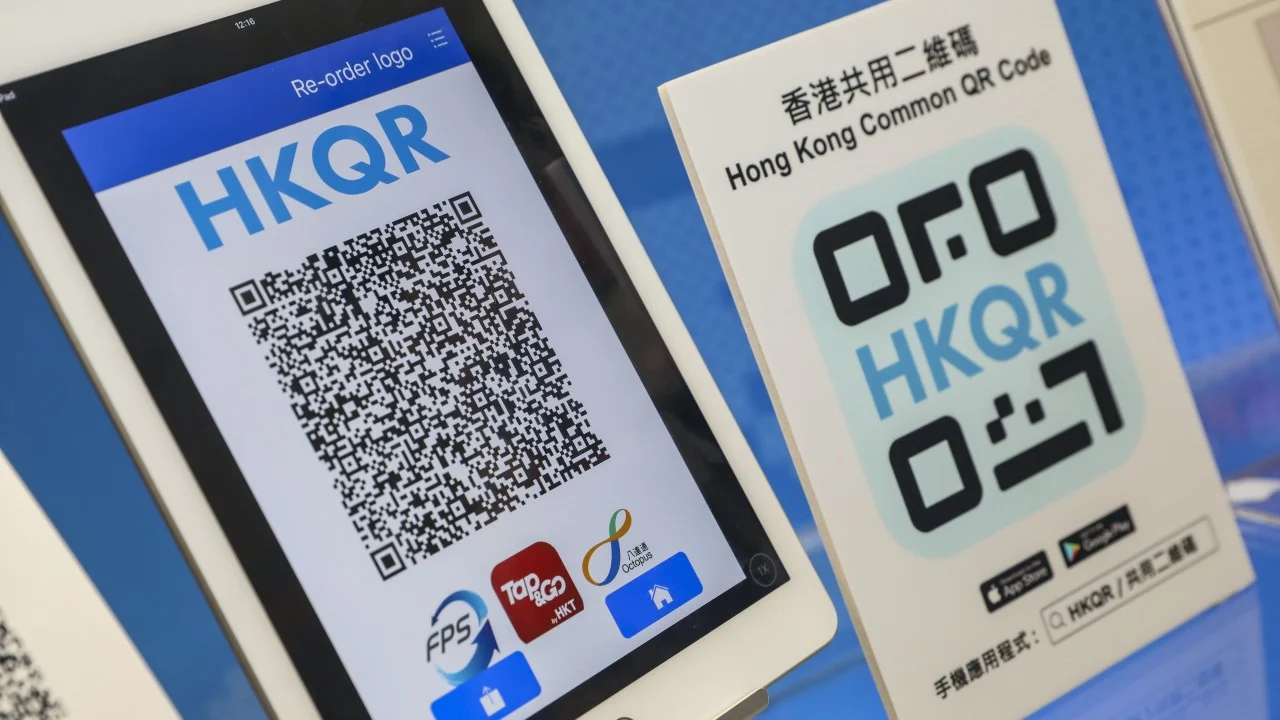 12:16
iPad
Re-order logo
HKQR
FPS
Tap&Go
by HKT
八達通
Octopus
1X
香港共用二維碼
Hong Kong Common QR Code
HKQR
App Store
Google Play
手機應用程式：
HKQR / 共用二維碼